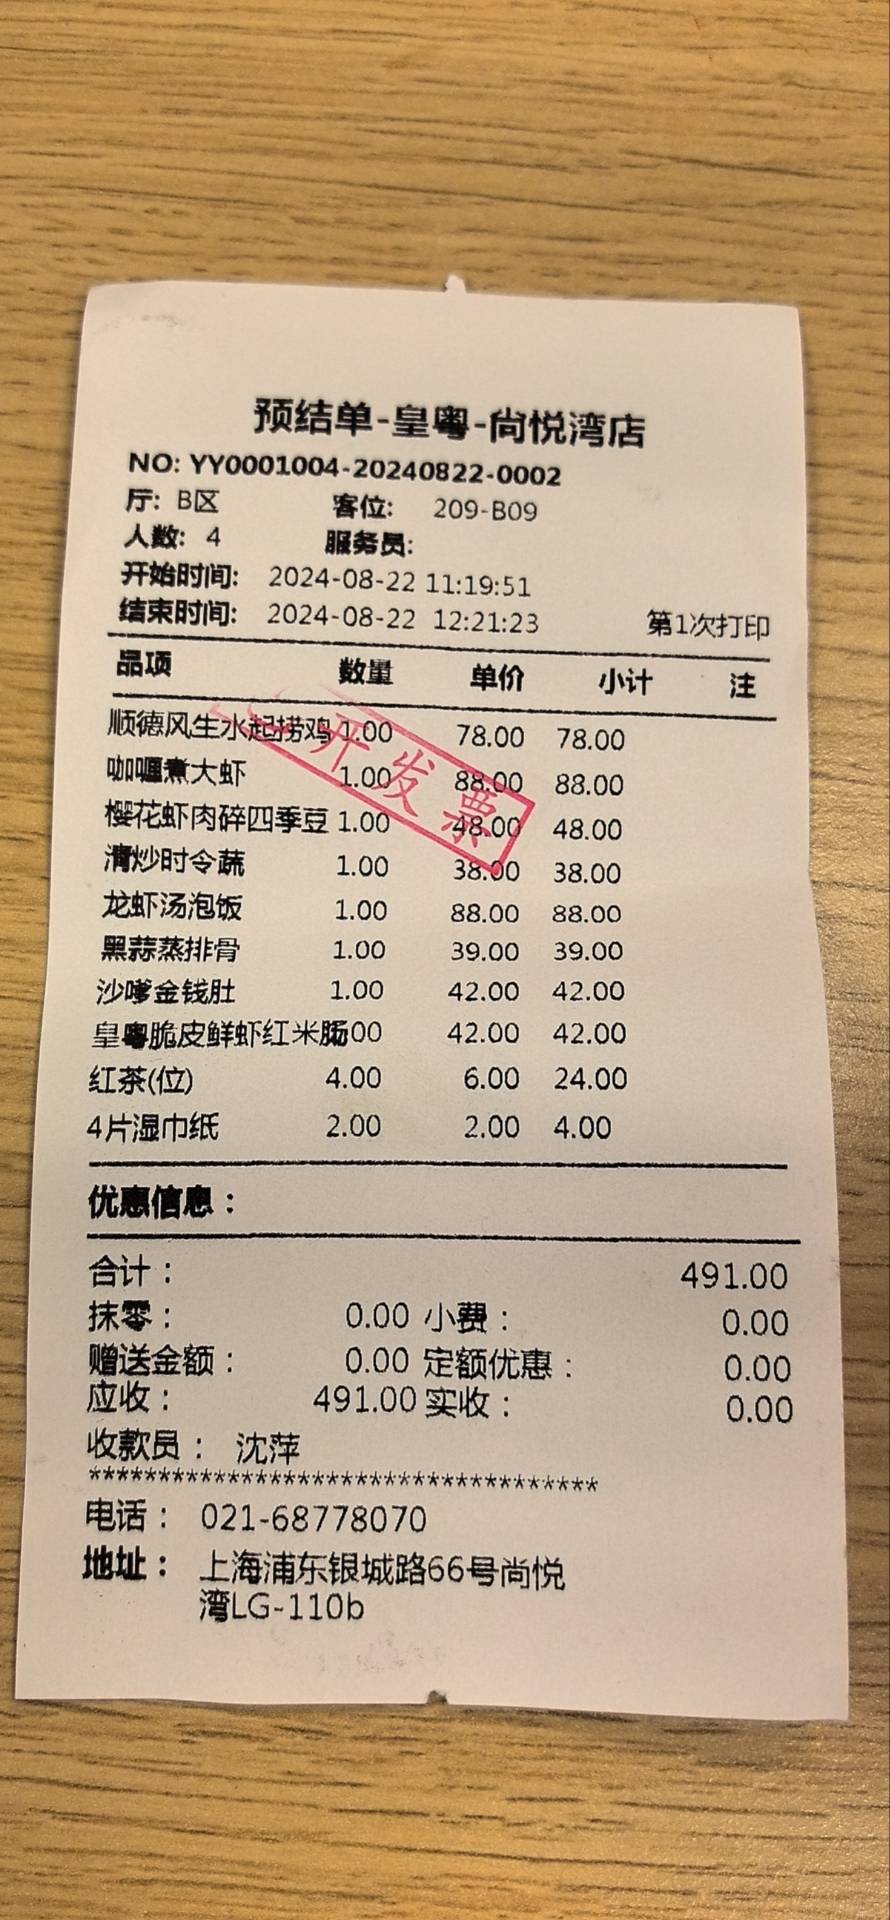 预结单-皇粤-尚悦湾店
NO: YY0001004-20240822-0002
厅: B区 客位: 209-B09
人数: 4 服务员:
开始时间: 2024-08-22 11:19:51
结束时间: 2024-08-22 12:21:23 第1次打印
品项 数量 单价 小计 注
顺德风生水起捞鸡 1.00 78.00 78.00
咖喱煮大虾 1.00 88.00 88.00
樱花虾肉碎四季豆 1.00 48.00 48.00
清炒时令蔬 1.00 38.00 38.00
龙虾汤泡饭 1.00 88.00 88.00
黑蒜蒸排骨 1.00 39.00 39.00
沙嗲金钱肚 1.00 42.00 42.00
皇粤脆皮鲜虾红米肠00 42.00 42.00
红茶(位) 4.00 6.00 24.00
4片湿巾纸 2.00 2.00 4.00
开发票
优惠信息:
合计: 491.00
抹零: 0.00 小费: 0.00
赠送金额: 0.00 定额优惠: 0.00
应收: 491.00 实收: 0.00
收款员: 沈萍
*************************************
电话: 021-68778070
地址: 上海浦东银城路66号尚悦
湾LG-110b